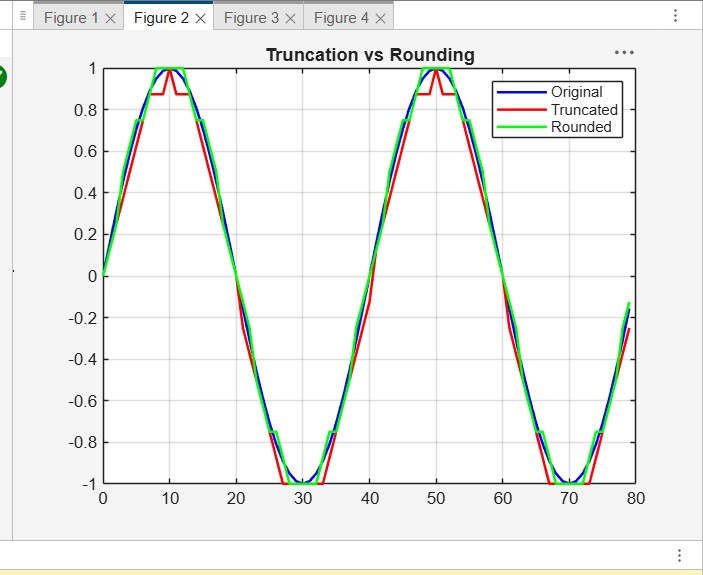 Figure 1 Figure 2 Figure 3 Figure 4
Truncation vs Rounding
Original
Truncated
Rounded
1
0.8
0.6
0.4
0.2
0
-0.2
-0.4
-0.6
-0.8
-1
0 10 20 30 40 50 60 70 80